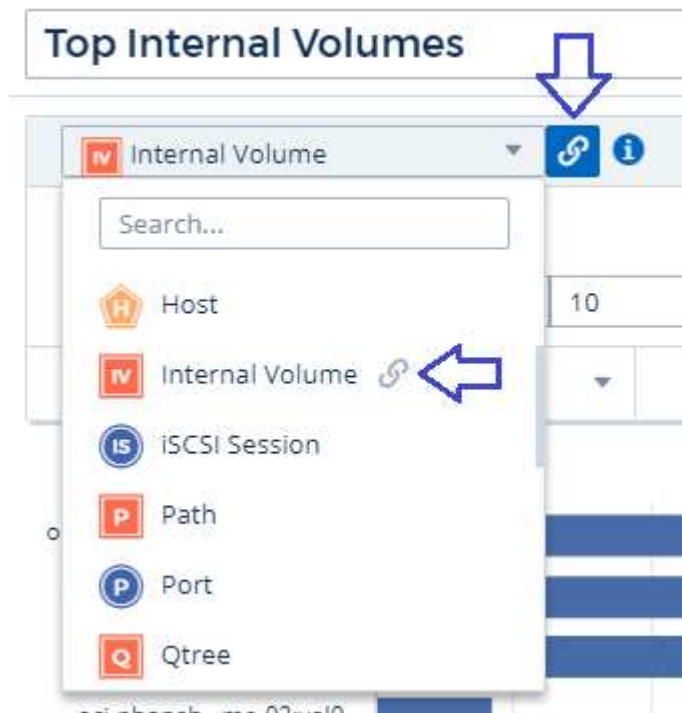 Top Internal Volumes
IV Internal Volume i
Search...
H Host
10
IV Internal Volume
IS iSCSI Session
P Path
o
P Port
Q Qtree